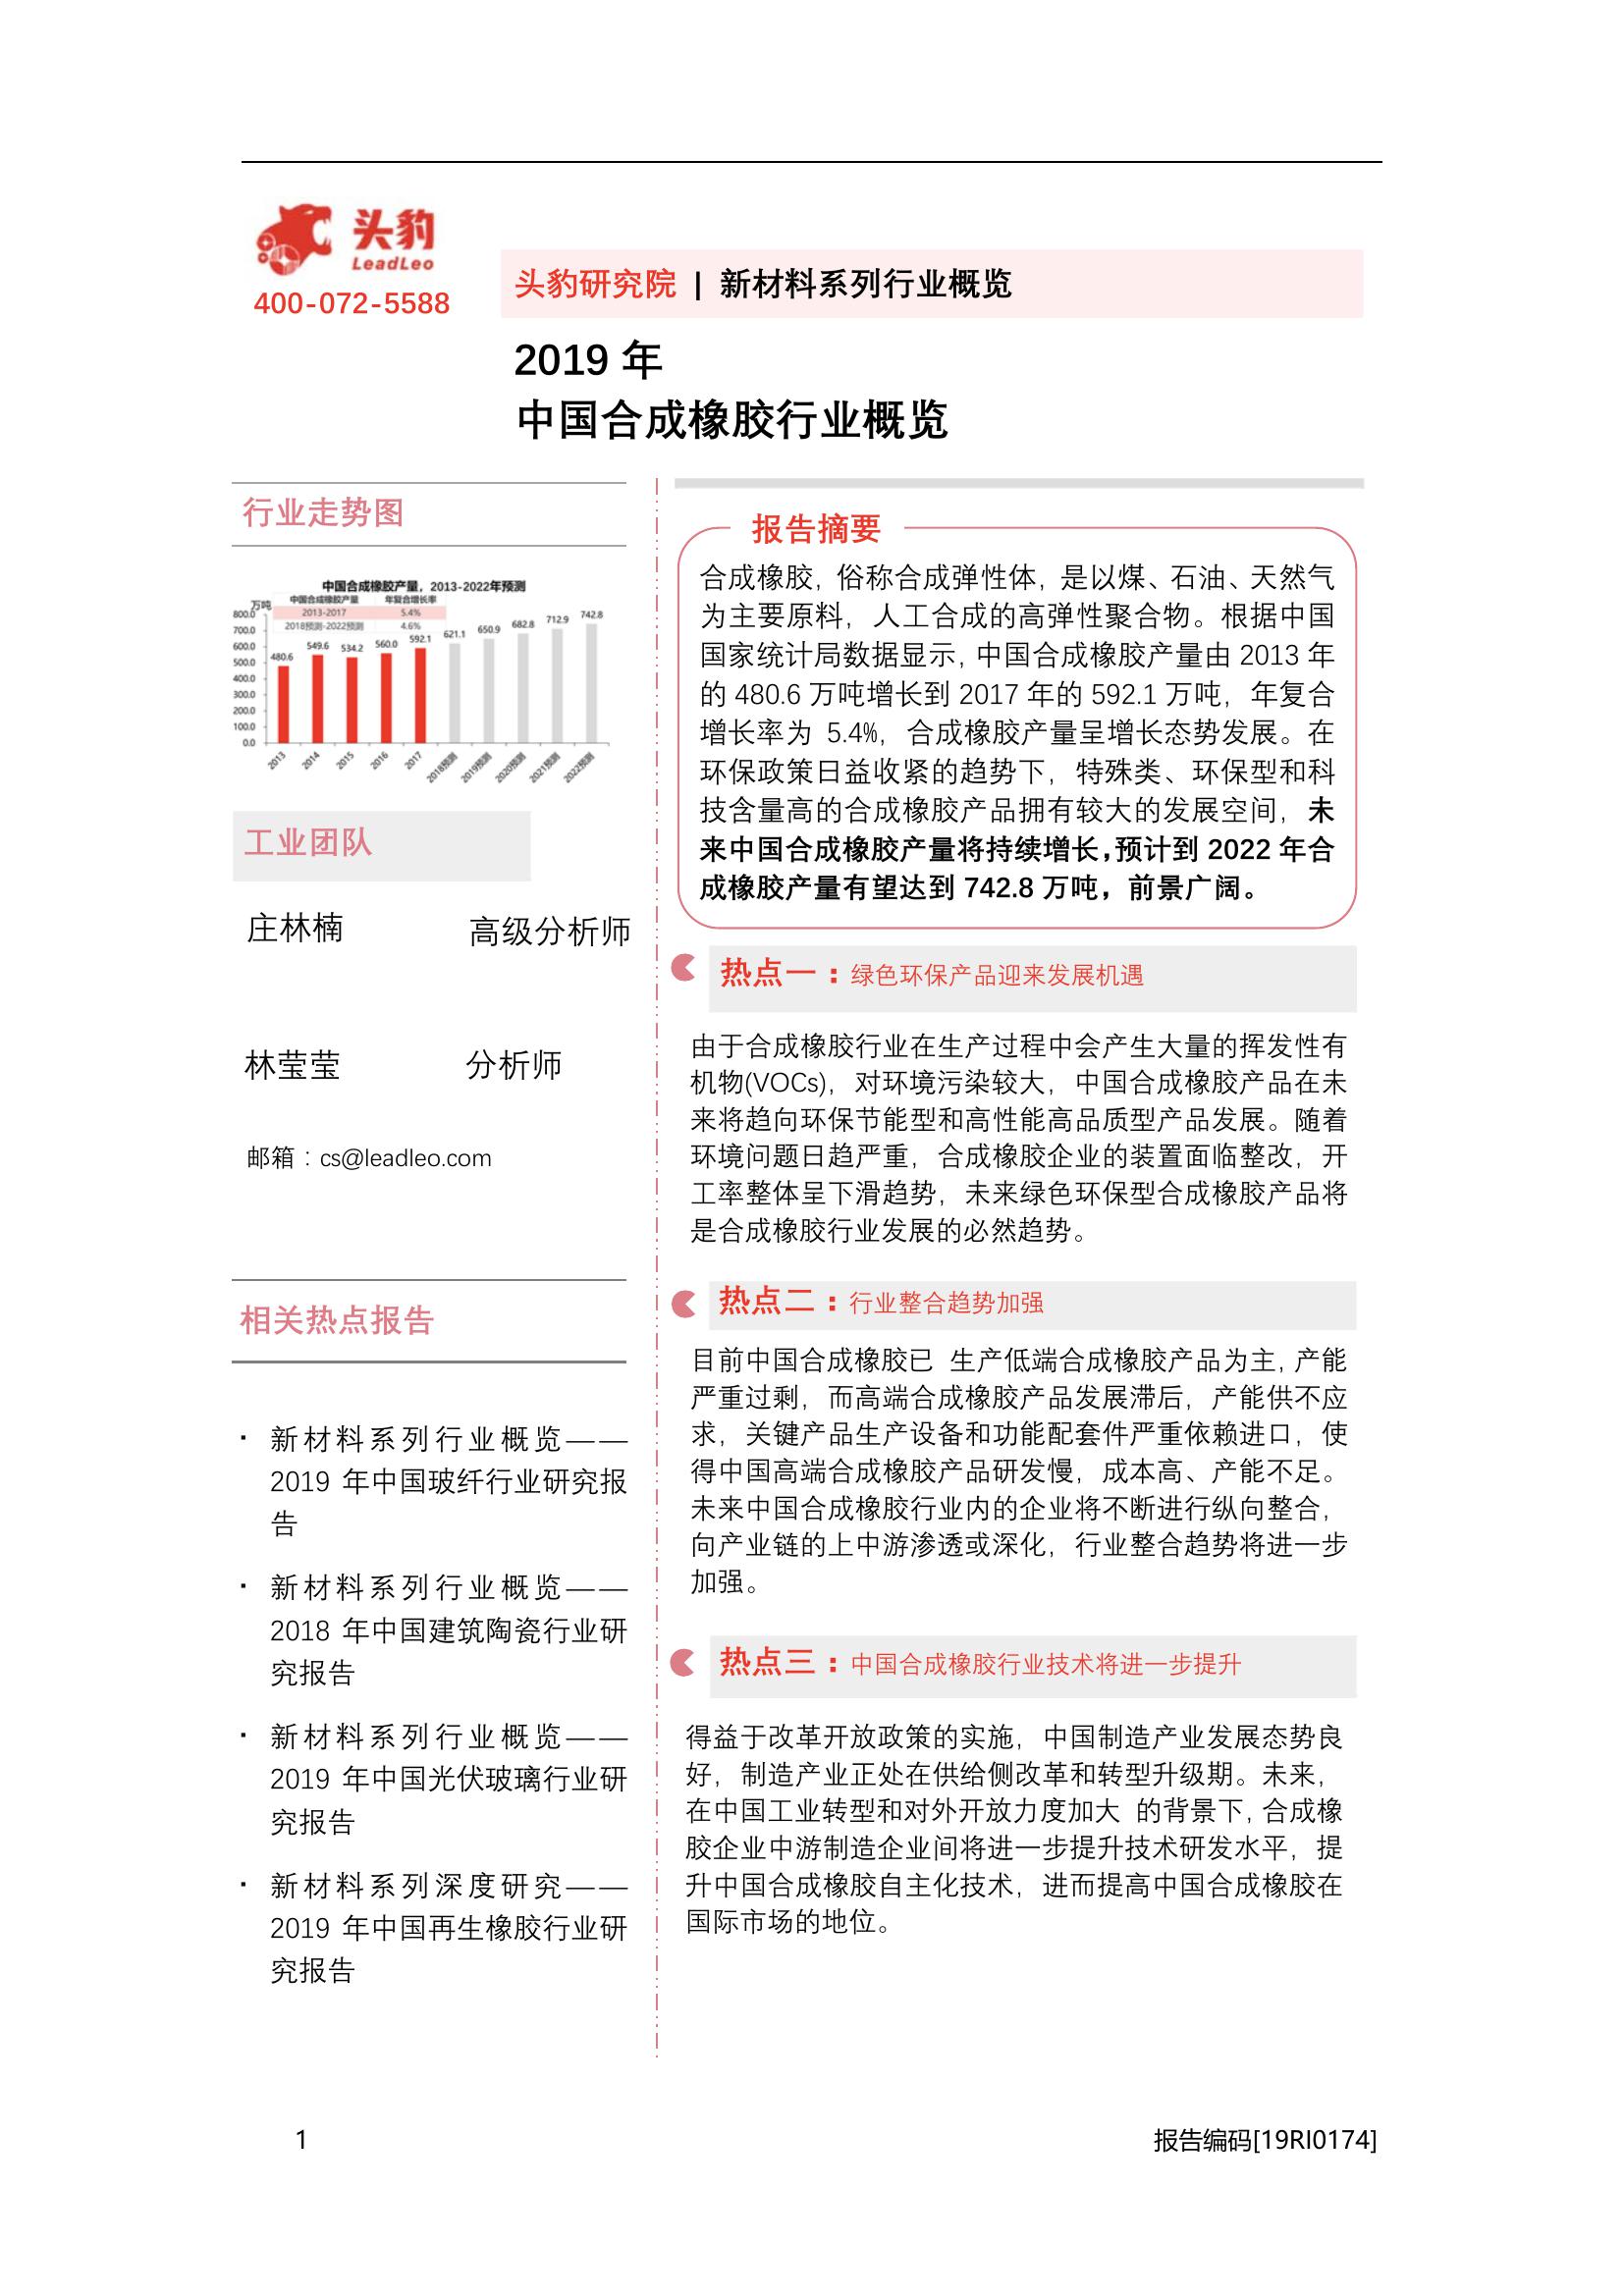 头豹
LeadLeo
400-072-5588
头豹研究院 | 新材料系列行业概览
2019 年
中国合成橡胶行业概览
行业走势图
中国合成橡胶产量，2013-2022年预测
万吨
中国合成橡胶产量 年复合增长率
2013-2017 5.4%
2018预测-2022预测 4.6%
800.0
700.0
600.0
500.0
400.0
300.0
200.0
100.0
0.0
480.6 549.6 534.2 560.0 592.1 621.1 650.9 682.8 712.9 742.8
2013 2014 2015 2016 2017 2018预测 2019预测 2020预测 2021预测 2022预测
工业团队
庄林楠 高级分析师
林莹莹 分析师
邮箱：cs@leadleo.com
相关热点报告
· 新材料系列行业概览——
2019 年中国玻纤行业研究报
告
· 新材料系列行业概览——
2018 年中国建筑陶瓷行业研
究报告
· 新材料系列行业概览——
2019 年中国光伏玻璃行业研
究报告
· 新材料系列深度研究——
2019 年中国再生橡胶行业研
究报告
报告摘要
合成橡胶，俗称合成弹性体，是以煤、石油、天然气
为主要原料，人工合成的高弹性聚合物。根据中国
国家统计局数据显示，中国合成橡胶产量由 2013 年
的 480.6 万吨增长到 2017 年的 592.1 万吨，年复合
增长率为 5.4%，合成橡胶产量呈增长态势发展。在
环保政策日益收紧的趋势下，特殊类、环保型和科
技含量高的合成橡胶产品拥有较大的发展空间，未
来中国合成橡胶产量将持续增长，预计到 2022 年合
成橡胶产量有望达到 742.8 万吨，前景广阔。
热点一：绿色环保产品迎来发展机遇
由于合成橡胶行业在生产过程中会产生大量的挥发性有
机物(VOCs)，对环境污染较大，中国合成橡胶产品在未
来将趋向环保节能型和高性能高品质型产品发展。随着
环境问题日趋严重，合成橡胶企业的装置面临整改，开
工率整体呈下滑趋势，未来绿色环保型合成橡胶产品将
是合成橡胶行业发展的必然趋势。
热点二：行业整合趋势加强
目前中国合成橡胶已 生产低端合成橡胶产品为主，产能
严重过剩，而高端合成橡胶产品发展滞后，产能供不应
求，关键产品生产设备和功能配套件严重依赖进口，使
得中国高端合成橡胶产品研发慢，成本高、产能不足。
未来中国合成橡胶行业内的企业将不断进行纵向整合，
向产业链的上中游渗透或深化，行业整合趋势将进一步
加强。
热点三：中国合成橡胶行业技术将进一步提升
得益于改革开放政策的实施，中国制造产业发展态势良
好，制造产业正处在供给侧改革和转型升级期。未来，
在中国工业转型和对外开放力度加大 的背景下，合成橡
胶企业中游制造企业间将进一步提升技术研发水平，提
升中国合成橡胶自主化技术，进而提高中国合成橡胶在
国际市场的地位。
1 报告编码[19RI0174]